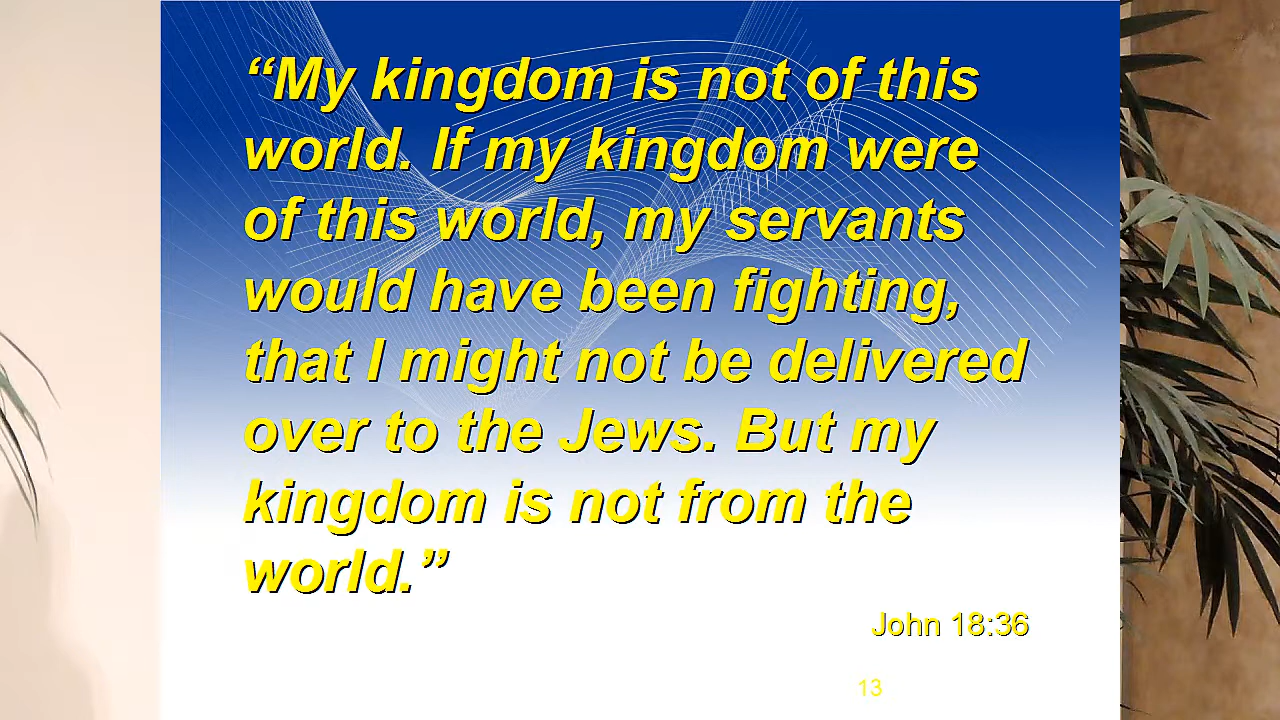 “My kingdom is not of this
world. If my kingdom were
of this world, my servants
would have been fighting,
that I might not be delivered
over to the Jews. But my
kingdom is not from the
world.”
John 18:36
13